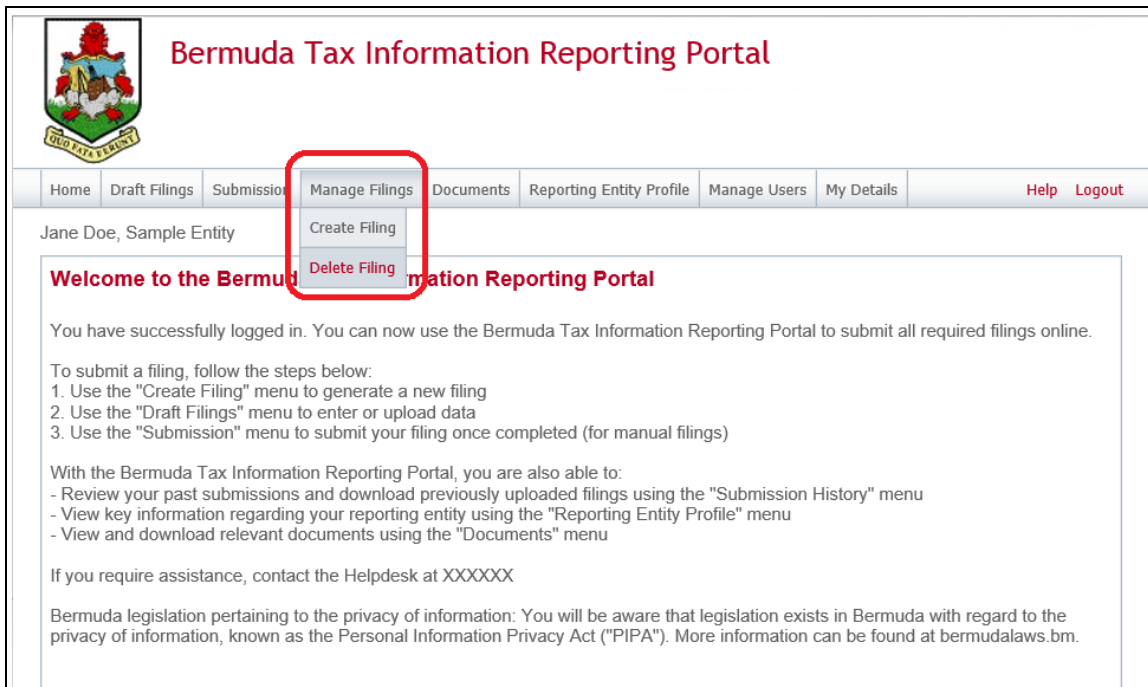 Bermuda Tax Information Reporting Portal
QUO FATA FERUNT
Home Draft Filings Submission Manage Filings Documents Reporting Entity Profile Manage Users My Details Help Logout
Jane Doe, Sample Entity
Create Filing
Delete Filing
Welcome to the Bermud mation Reporting Portal
You have successfully logged in. You can now use the Bermuda Tax Information Reporting Portal to submit all required filings online.
To submit a filing, follow the steps below:
1. Use the "Create Filing" menu to generate a new filing
2. Use the "Draft Filings" menu to enter or upload data
3. Use the "Submission" menu to submit your filing once completed (for manual filings)
With the Bermuda Tax Information Reporting Portal, you are also able to:
- Review your past submissions and download previously uploaded filings using the "Submission History" menu
- View key information regarding your reporting entity using the "Reporting Entity Profile" menu
- View and download relevant documents using the "Documents" menu
If you require assistance, contact the Helpdesk at XXXXXX
Bermuda legislation pertaining to the privacy of information: You will be aware that legislation exists in Bermuda with regard to the
privacy of information, known as the Personal Information Privacy Act ("PIPA"). More information can be found at bermudalaws.bm.